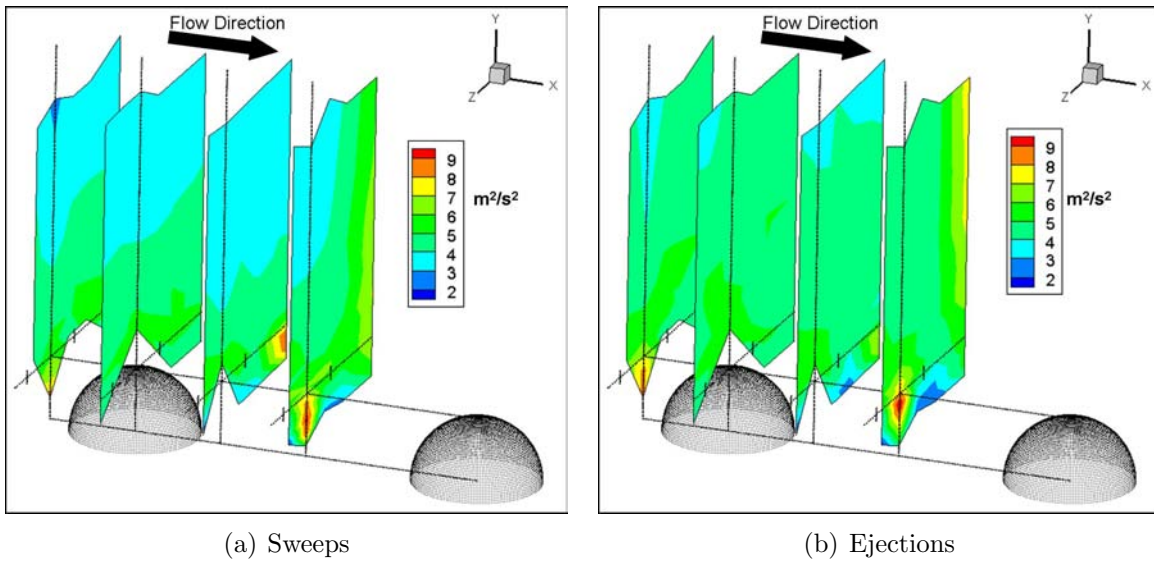 Flow Direction
Y
X
Z
9
8
7
6
5
4
3
2
m²/s²
Flow Direction
Y
X
Z
9
8
7
6
5
4
3
2
m²/s²
(a) Sweeps
(b) Ejections